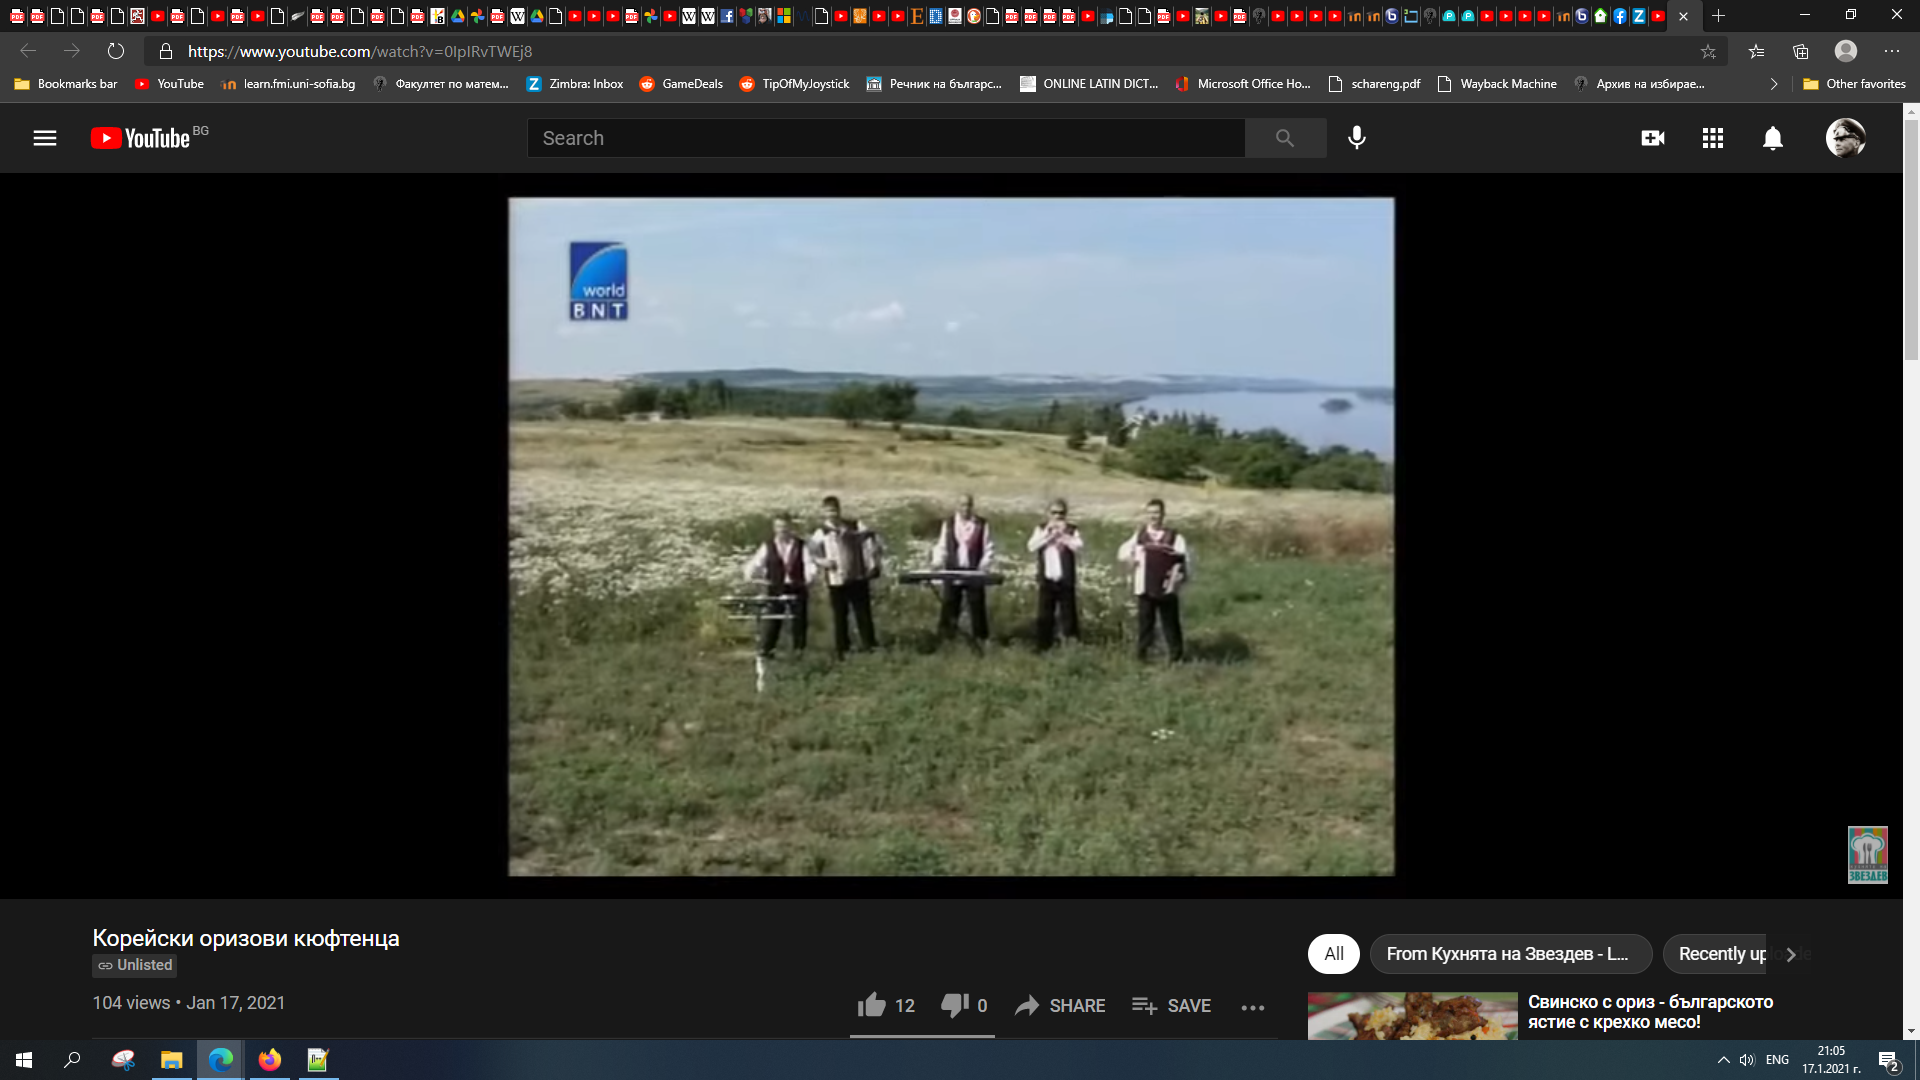 https://www.youtube.com/watch?v=0lpIRvTWEj8
Bookmarks bar
YouTube
learn.fmi.uni-sofia.bg
Факултет по матем...
Zimbra: Inbox
GameDeals
TipOfMyJoystick
Речник на българс...
ONLINE LATIN DICT...
Microsoft Office Ho...
schareng.pdf
Wayback Machine
Архив на избирае...
Other favorites
YouTube BG
Search
world
BNT
ЗВЕЗДЕВ
Корейски оризови кюфтенца
Unlisted
104 views • Jan 17, 2021
12
0
SHARE
SAVE
All
From Кухнята на Звездев - L...
Recently up
Свинско с ориз - българското
ястие с крехко месо!
ENG
21:05
17.1.2021 г.
2